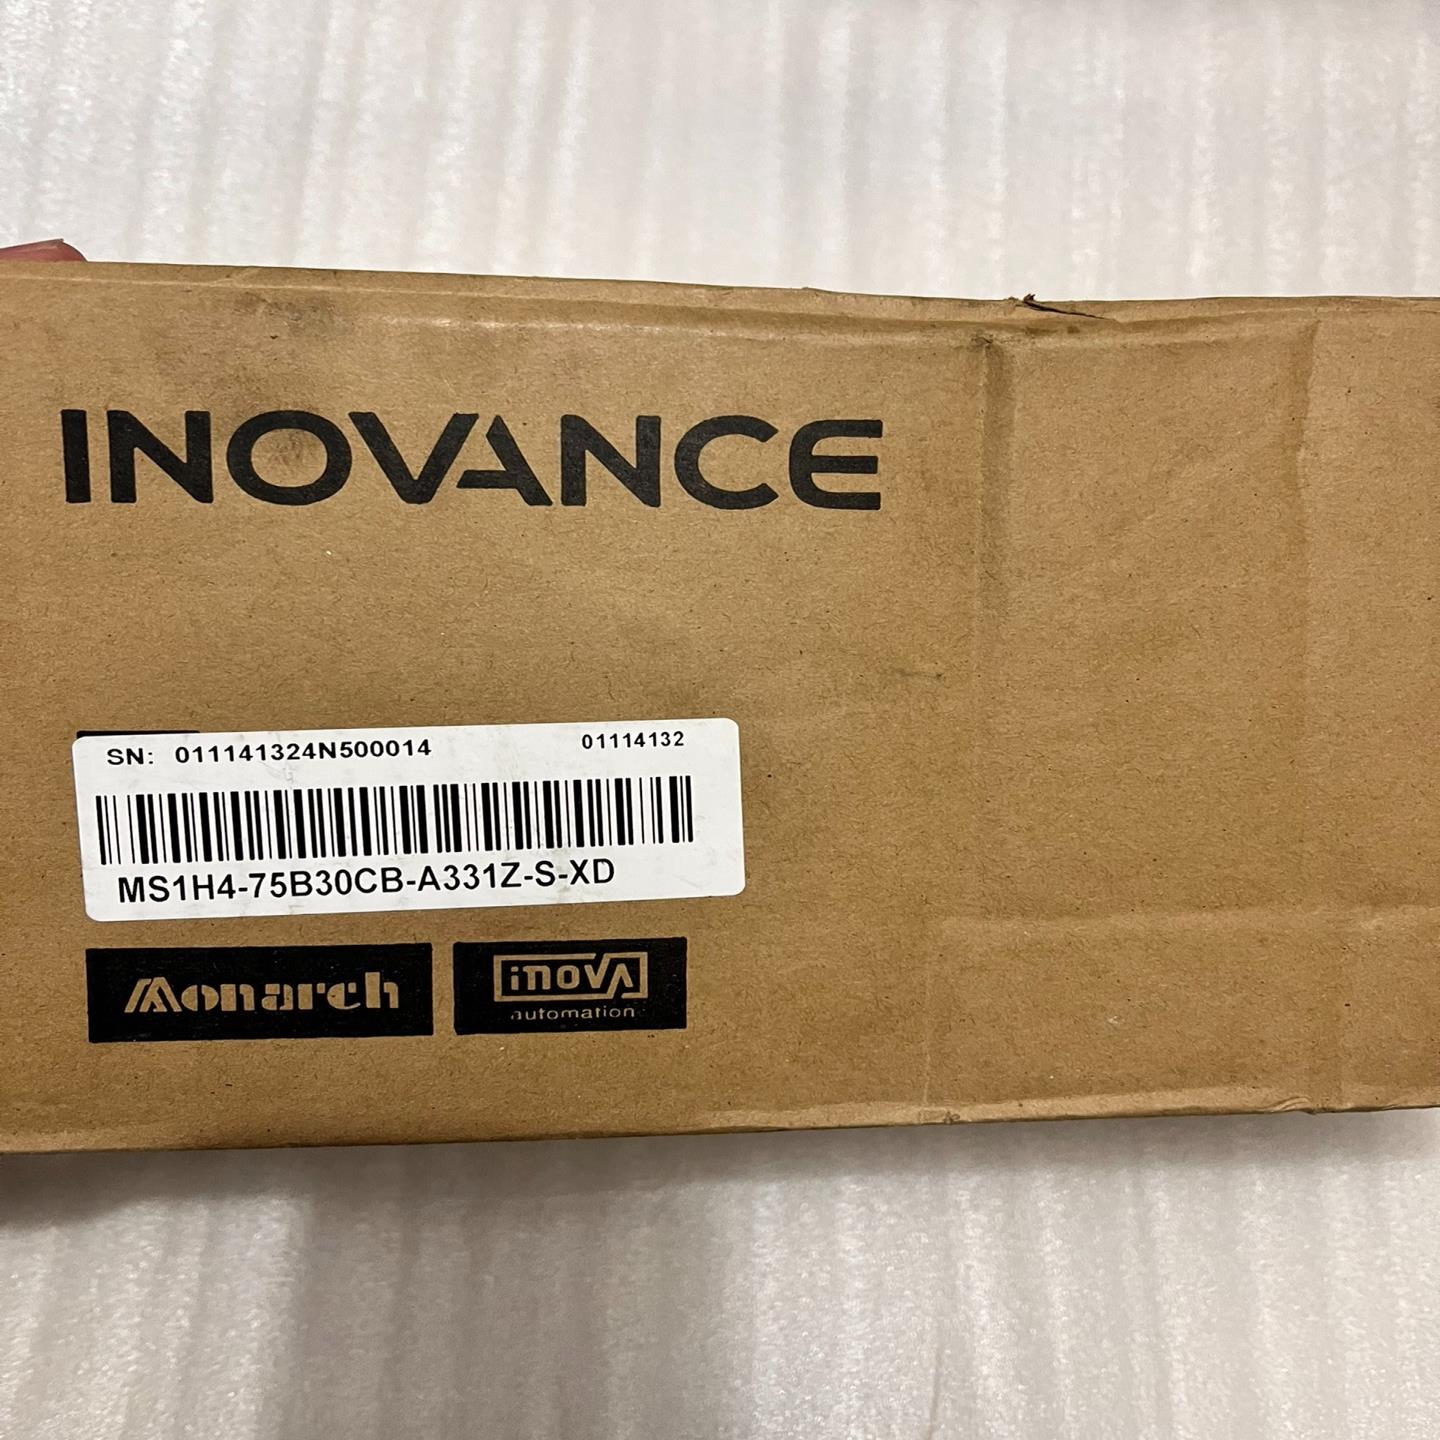 INOVANCE
SN: 011141324N500014 01114132
MS1H4-75B30CB-A331Z-S-XD
Monarch
inovA
automation